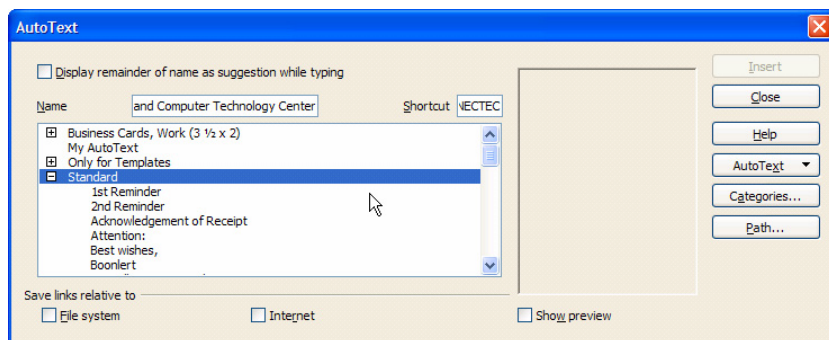 AutoText
Display remainder of name as suggestion while typing
Name and Computer Technology Center Shortcut NECTEC
Business Cards, Work (3 ½ x 2)
My AutoText
Only for Templates
Standard
1st Reminder
2nd Reminder
Acknowledgement of Receipt
Attention:
Best wishes,
Boonlert
Insert
Close
Help
AutoText
Categories...
Path...
Save links relative to
File system Internet Show preview